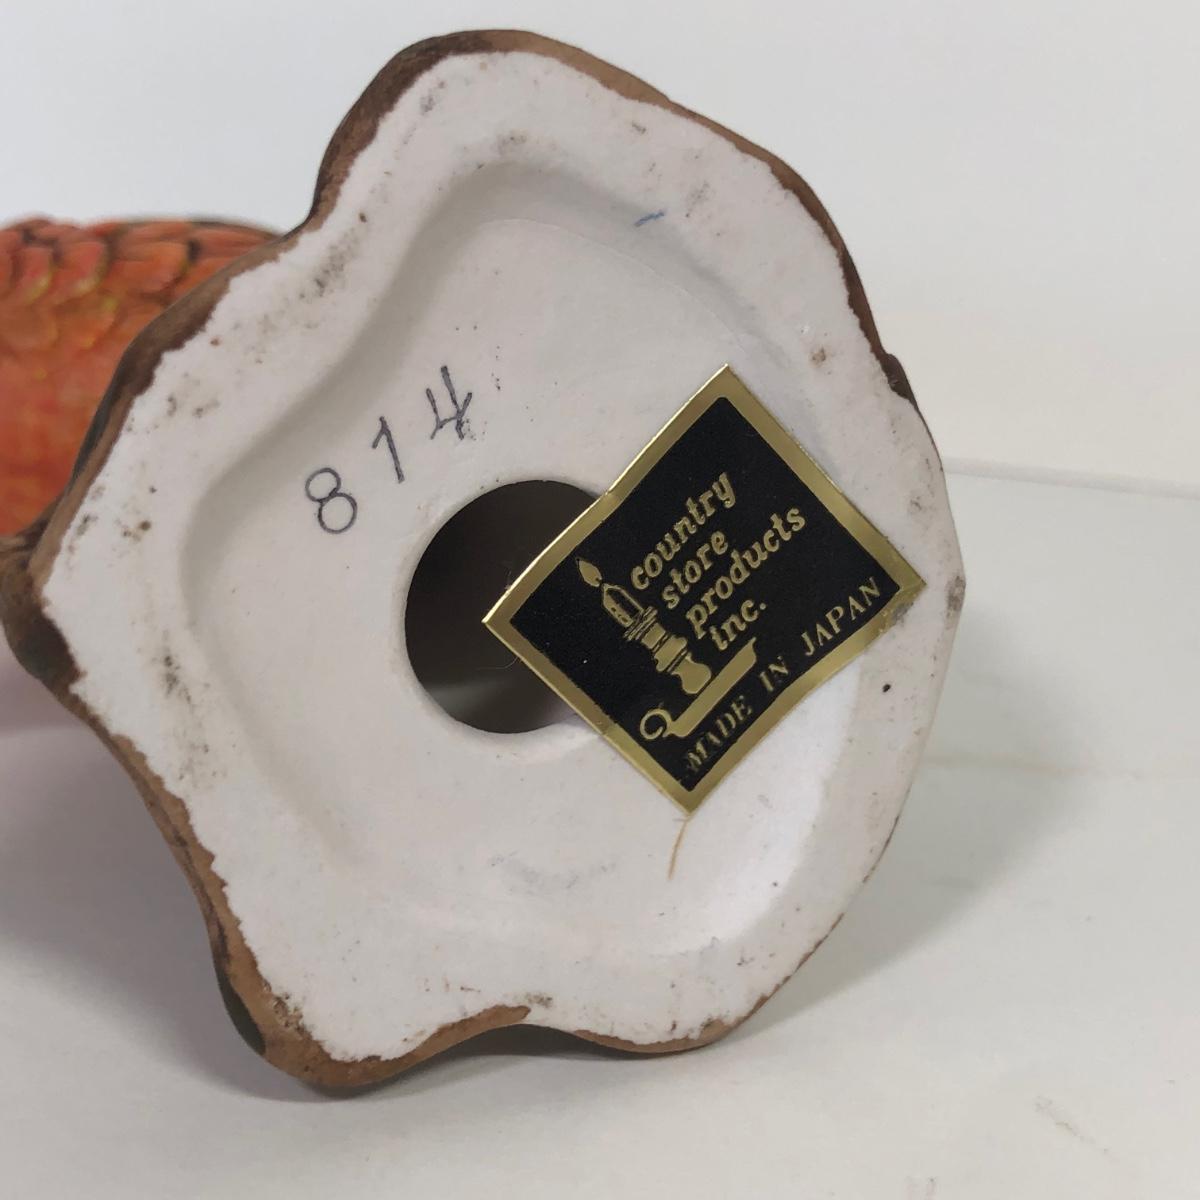 814
country
store
products
inc.
MADE IN JAPAN